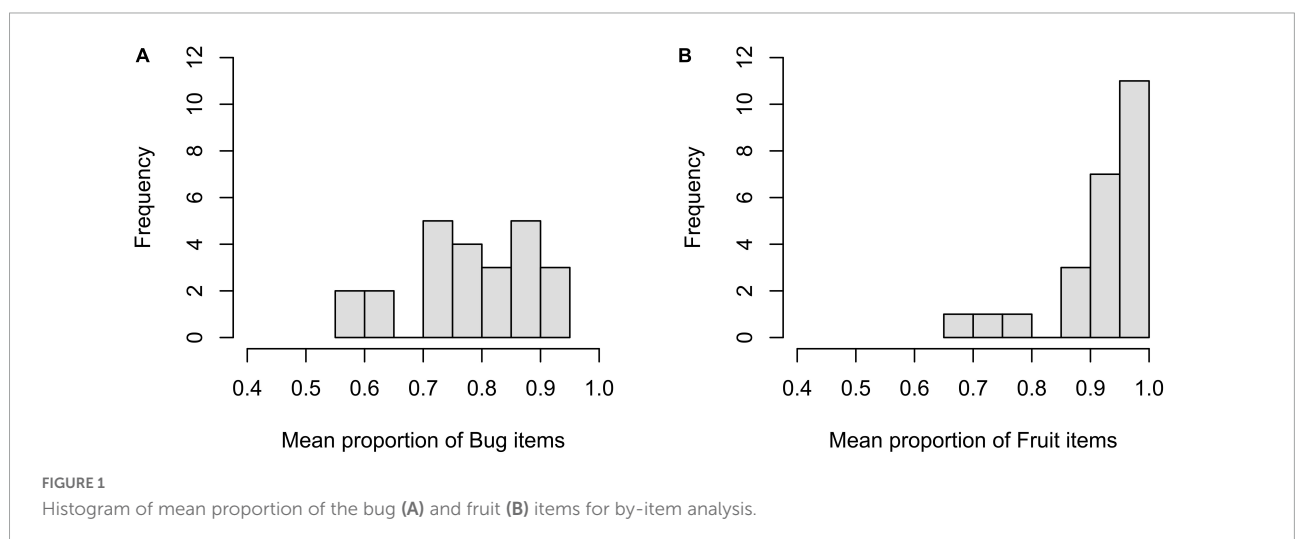 A
B
12
10
8
6
4
2
0
Frequency
0.4 0.5 0.6 0.7 0.8 0.9 1.0
Mean proportion of Bug items
12
10
8
6
4
2
0
Frequency
0.4 0.5 0.6 0.7 0.8 0.9 1.0
Mean proportion of Fruit items
FIGURE 1
Histogram of mean proportion of the bug (A) and fruit (B) items for by-item analysis.